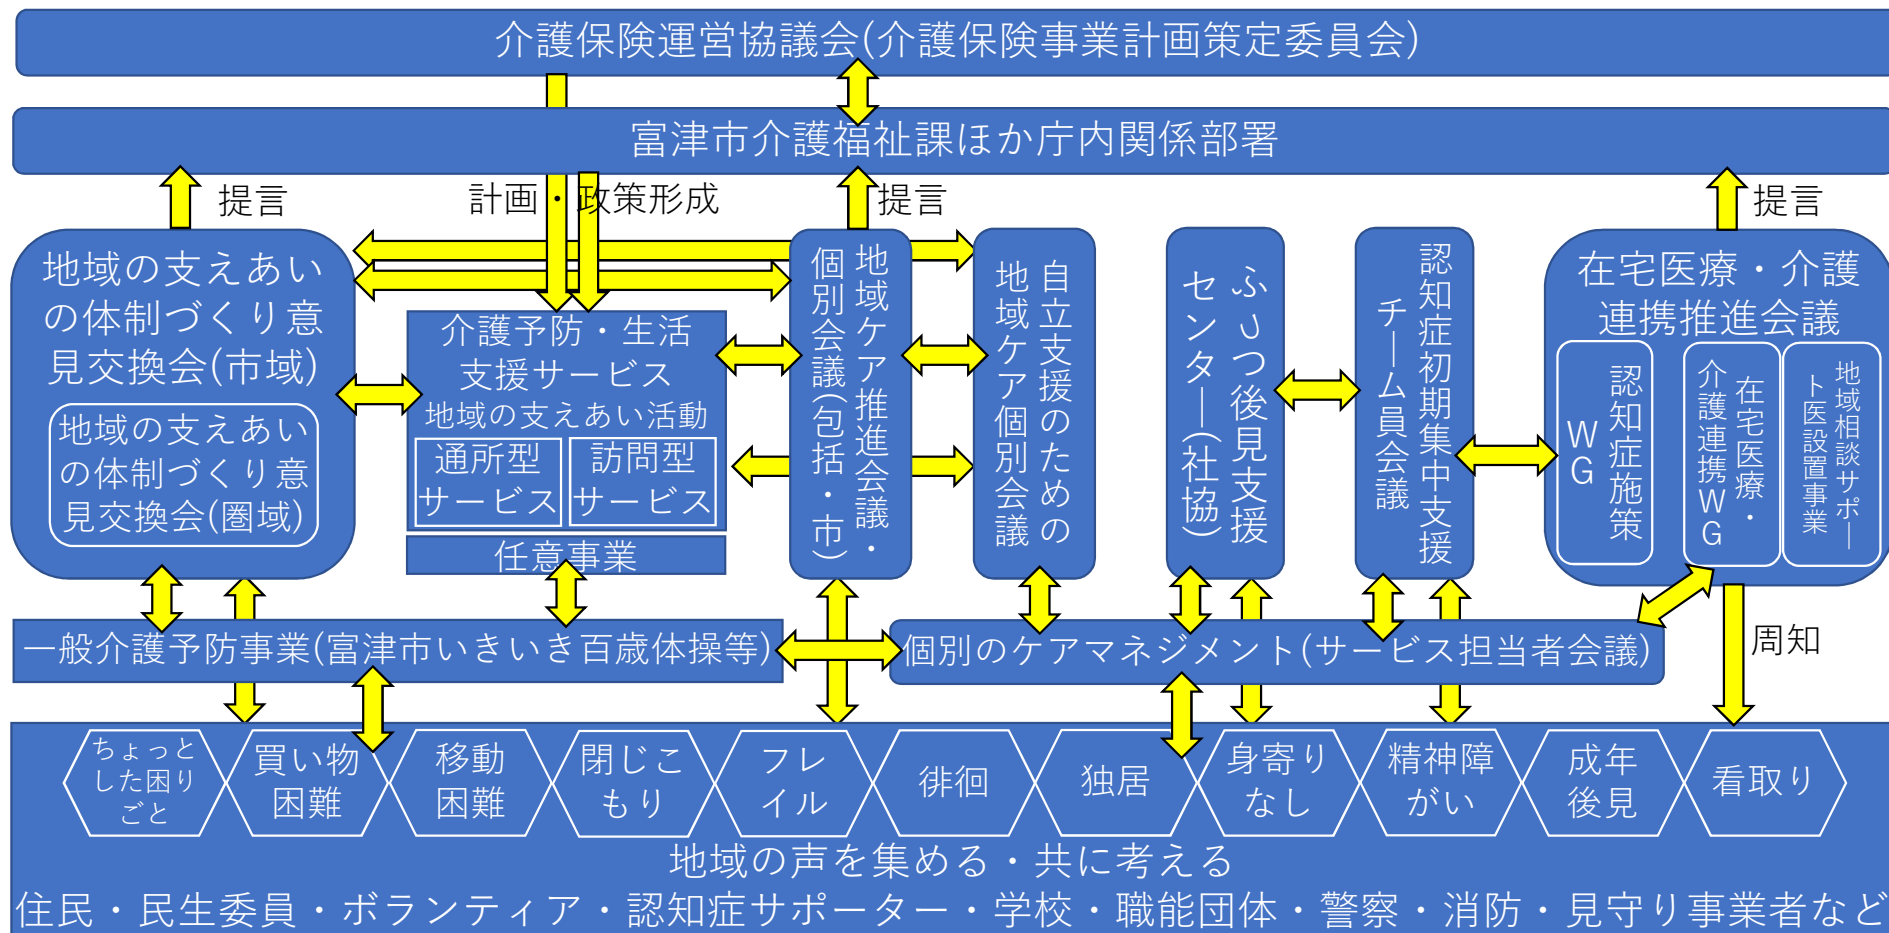 介護保険運営協議会(介護保険事業計画策定委員会)
富津市介護福祉課ほか庁内関係部署
提言
計画・政策形成
提言
提言
地域の支えあい
の体制づくり意
見交換会(市域)
地域の支えあい
の体制づくり意
見交換会(圏域)
介護予防・生活
支援サービス
地域の支えあい活動
通所型
サービス
訪問型
サービス
任意事業
地域ケア推進会議・
個別会議(包括・市)
自立支援のための
地域ケア個別会議
ふっつ後見支援
センター(社協)
認知症初期集中支援
チーム員会議
在宅医療・介護
連携推進会議
認知症施策
WG
在宅医療・
介護連携WG
地域相談サポー
ト医設置事業
一般介護予防事業(富津市いきいき百歳体操等)
個別のケアマネジメント(サービス担当者会議)
周知
ちょっと
した困り
ごと
買い物
困難
移動
困難
閉じこ
もり
フレ
イル
徘徊
独居
身寄り
なし
精神障
がい
成年
後見
看取り
地域の声を集める・共に考える
住民・民生委員・ボランティア・認知症サポーター・学校・職能団体・警察・消防・見守り事業者など